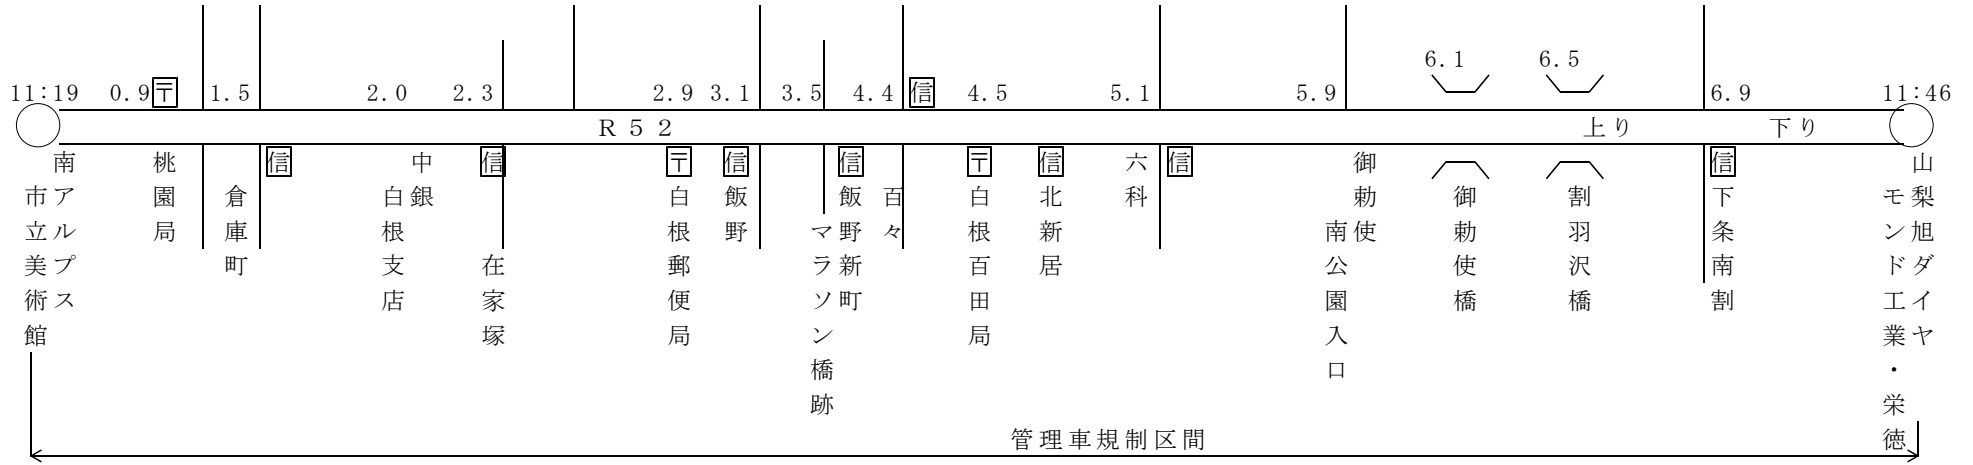 6.1
6.5
11:19
0.9
〒
1.5
2.0
2.3
2.9
3.1
3.5
4.4
信
4.5
5.1
5.9
6.9
11:46
R52
上り
下り
南アルプス
市立美術館
桃園局
倉庫町
信
中銀
白根支店
信
在家塚
〒
白根郵便局
信
飯野
マラソン橋跡
信
飯野新町
百々
〒
白根百田局
信
北新居
六科
信
御勅使
南公園入口
御勅使橋
割羽沢橋
信
下条南割
山梨旭ダイヤ
モンド工業・栄徳
管理車規制区間